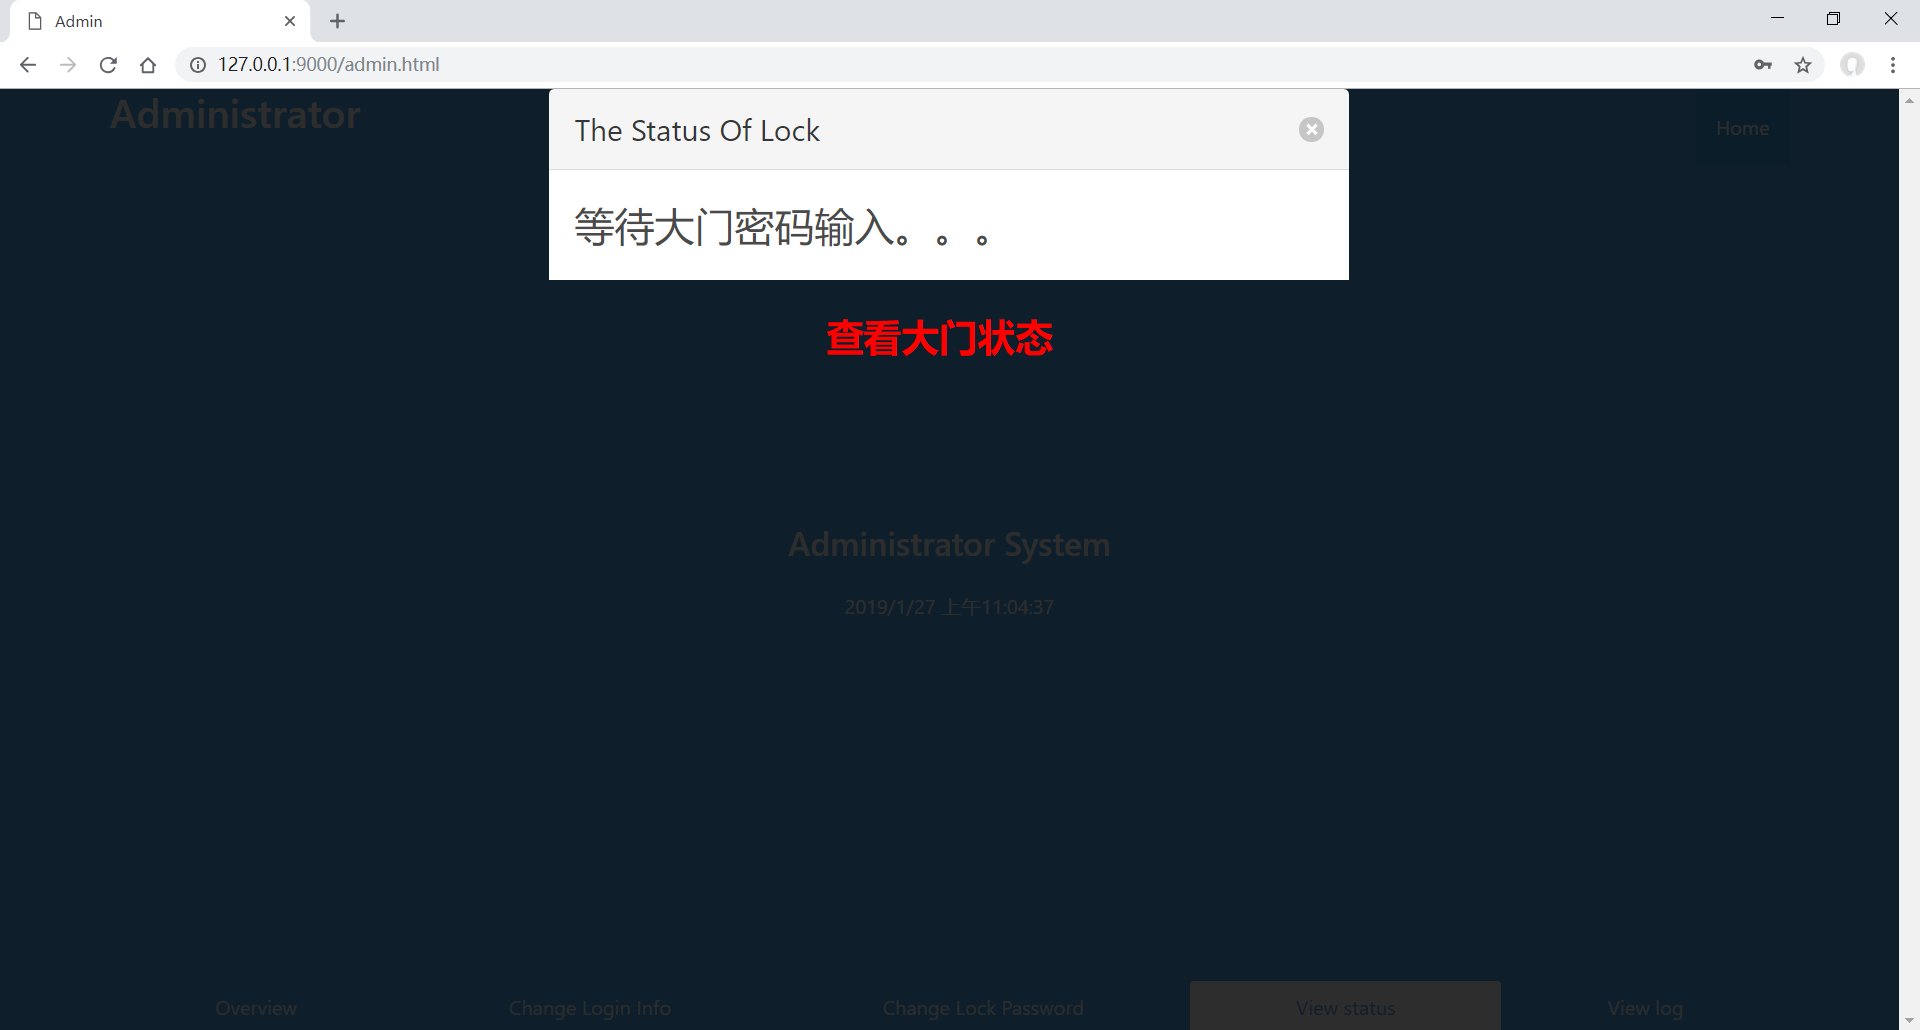 Admin
127.0.0.1:9000/admin.html
Administrator
Home
The Status Of Lock
等待大门密码输入。。。
查看大门状态
Administrator System
2019/1/27 上午11:04:37
Overview
Change Login Info
Change Lock Password
View status
View log